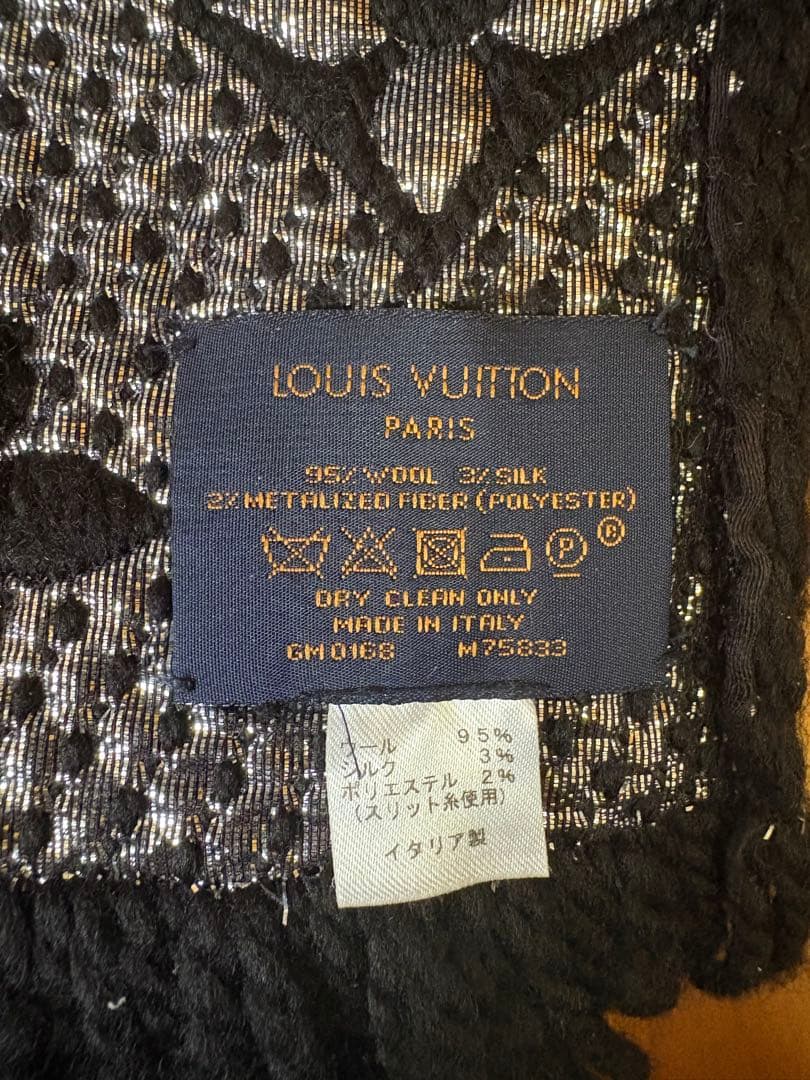 LOUIS VUITTON
PARIS
95% WOOL 3% SILK
2% METALIZED FIBER (POLYESTER)
P ®
DRY CLEAN ONLY
MADE IN ITALY
GM0168 M75833
ウール 95%
シルク 3%
ポリエステル 2%
(スリット糸使用)
イタリア製